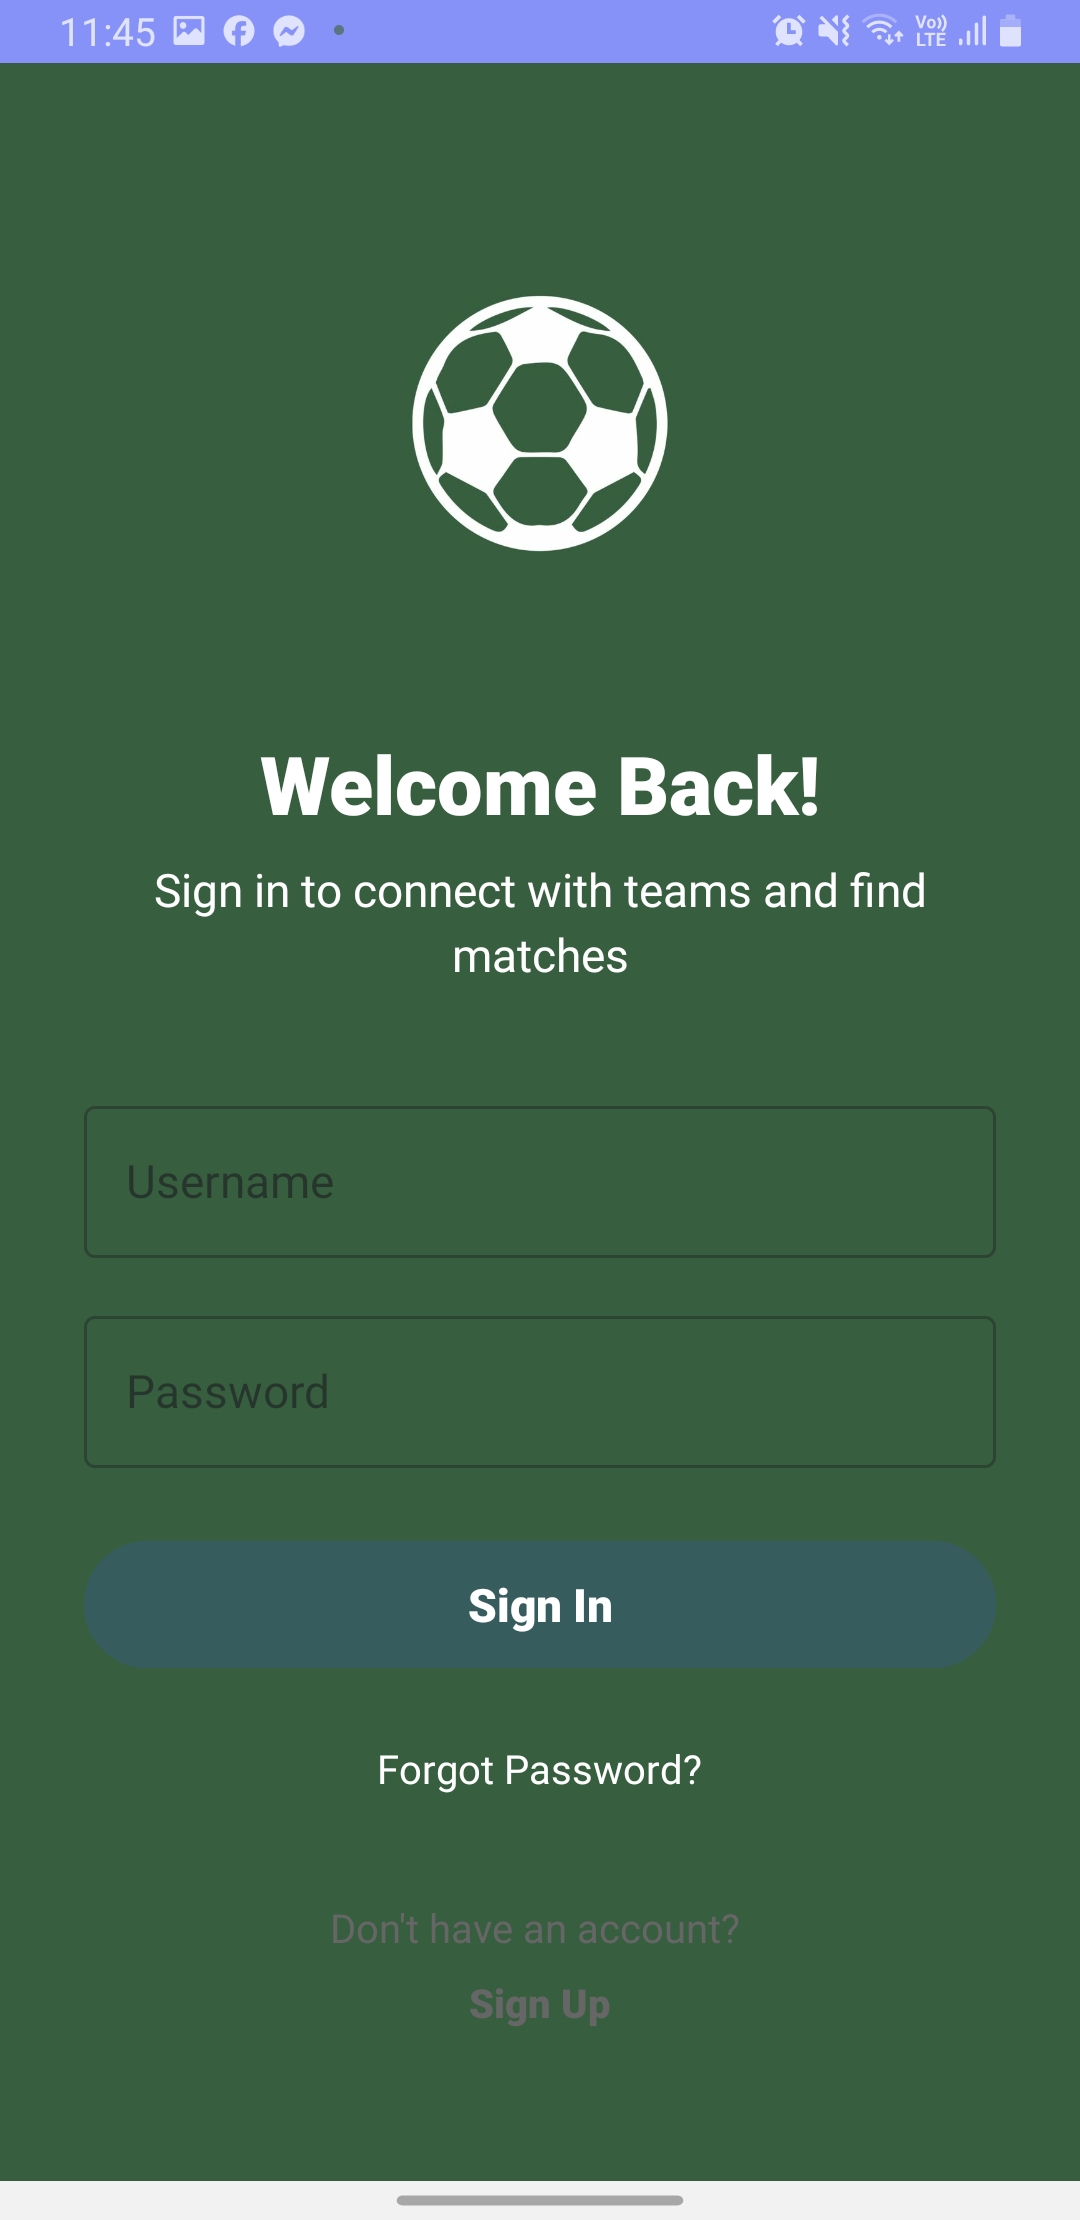 11:45
Vo)) LTE
Welcome Back!
Sign in to connect with teams and find
matches
Username
Password
Sign In
Forgot Password?
Don't have an account?
Sign Up